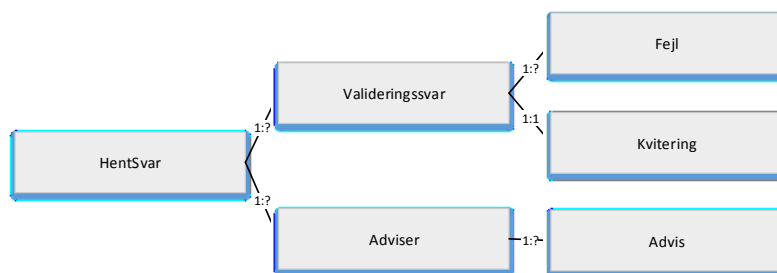 Fejl
1:?
Valideringssvar
1:1
1:?
Kvitering
HentSvar
1:?
Adviser
1:?
Advis